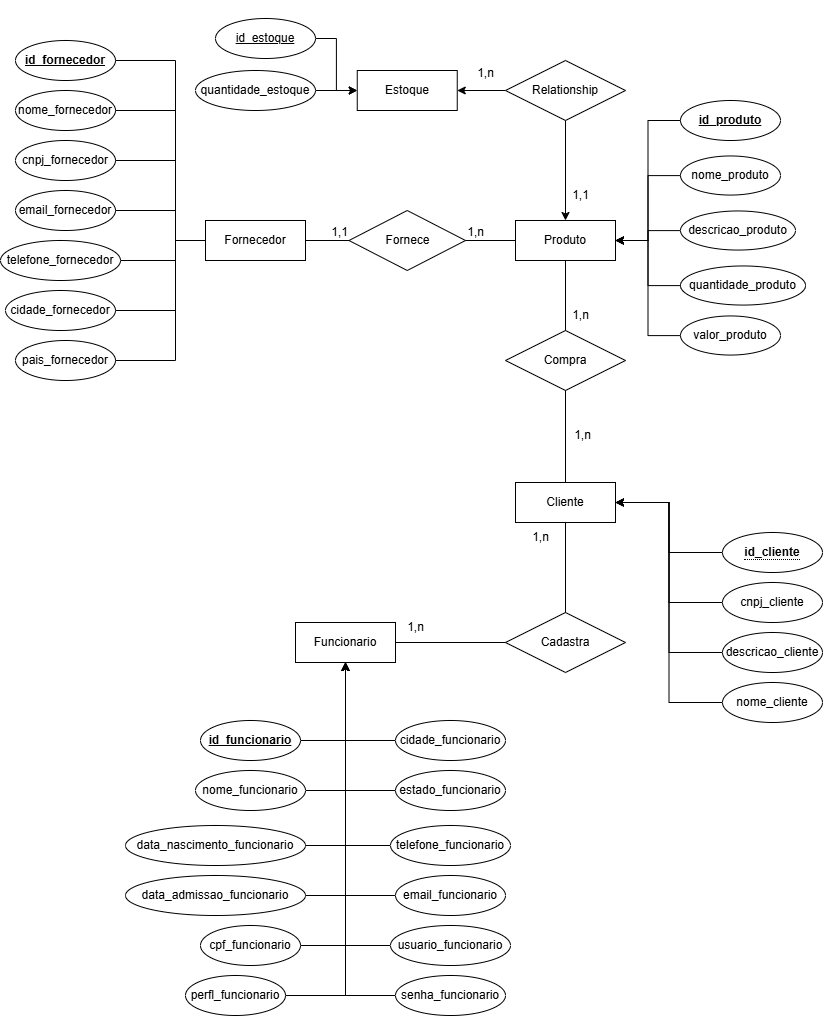 id_estoque
quantidade_estoque
Estoque
1,n
Relationship
1,1
id_fornecedor
nome_fornecedor
cnpj_fornecedor
email_fornecedor
telefone_fornecedor
cidade_fornecedor
pais_fornecedor
Fornecedor
1,1
Fornece
1,n
Produto
id_produto
nome_produto
descricao_produto
quantidade_produto
valor_produto
1,n
Compra
1,n
Cliente
1,n
id_cliente
cnpj_cliente
descricao_cliente
nome_cliente
Funcionario
1,n
Cadastra
id_funcionario
cidade_funcionario
nome_funcionario
estado_funcionario
data_nascimento_funcionario
telefone_funcionario
data_admissao_funcionario
email_funcionario
cpf_funcionario
usuario_funcionario
perfl_funcionario
senha_funcionario